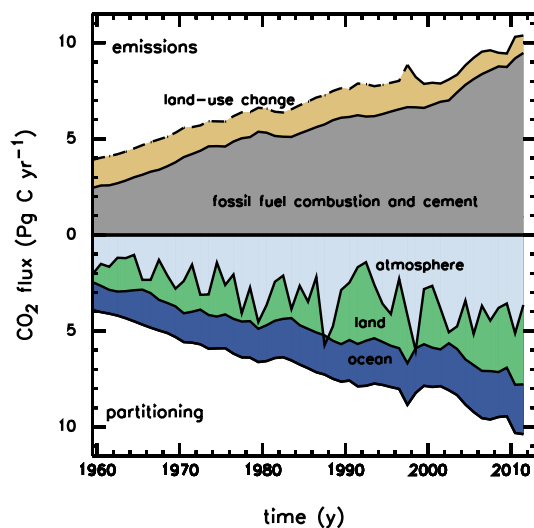 10
emissions
land-use change
5
fossil fuel combustion and cement
0
atmosphere
land
5
ocean
10
partitioning
1960 1970 1980 1990 2000 2010
time (y)
CO2 flux (Pg C yr−1)